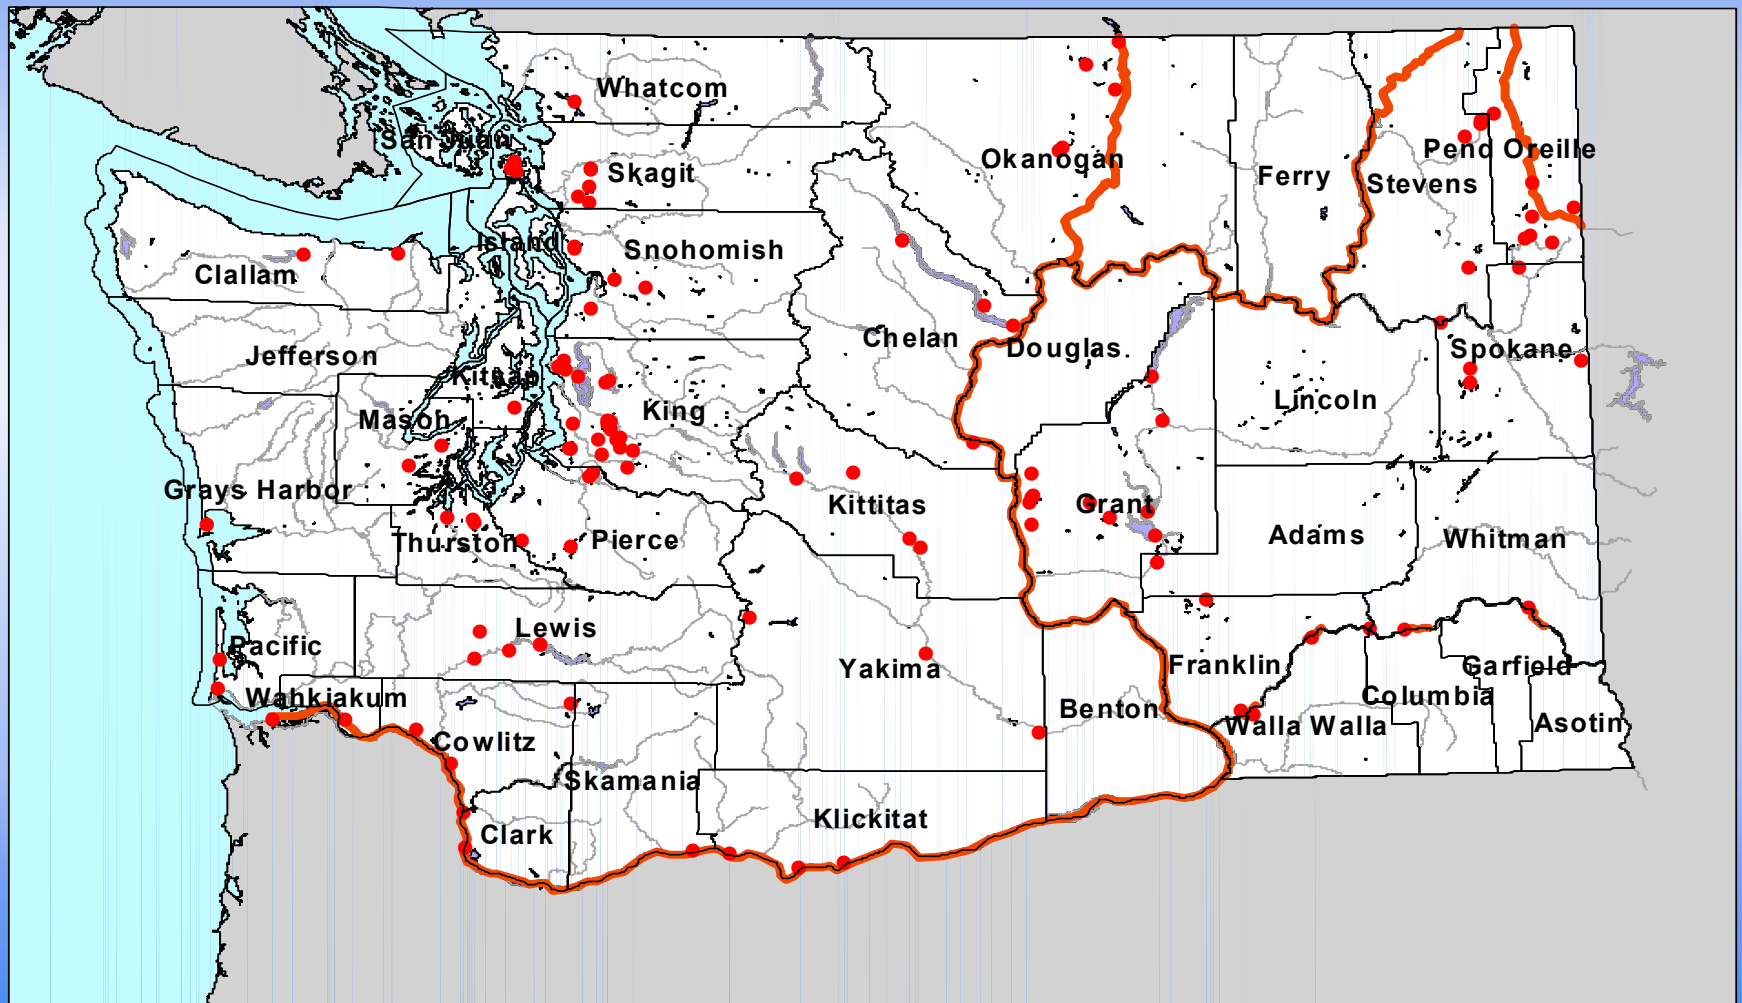 Whatcom
San Juan
Okanogan
Pend Oreille
Skagit
Ferry
Stevens
Island
Snohomish
Clallam
Chelan
Douglas
Spokane
Jefferson
Kitsap
Lincoln
King
Mason
Grays Harbor
Kittitas
Grant
Adams
Whitman
Thurston
Pierce
Lewis
Pacific
Yakima
Franklin
Garfield
Columbia
Wahkiakum
Benton
Walla Walla
Asotin
Cowlitz
Skamania
Klickitat
Clark